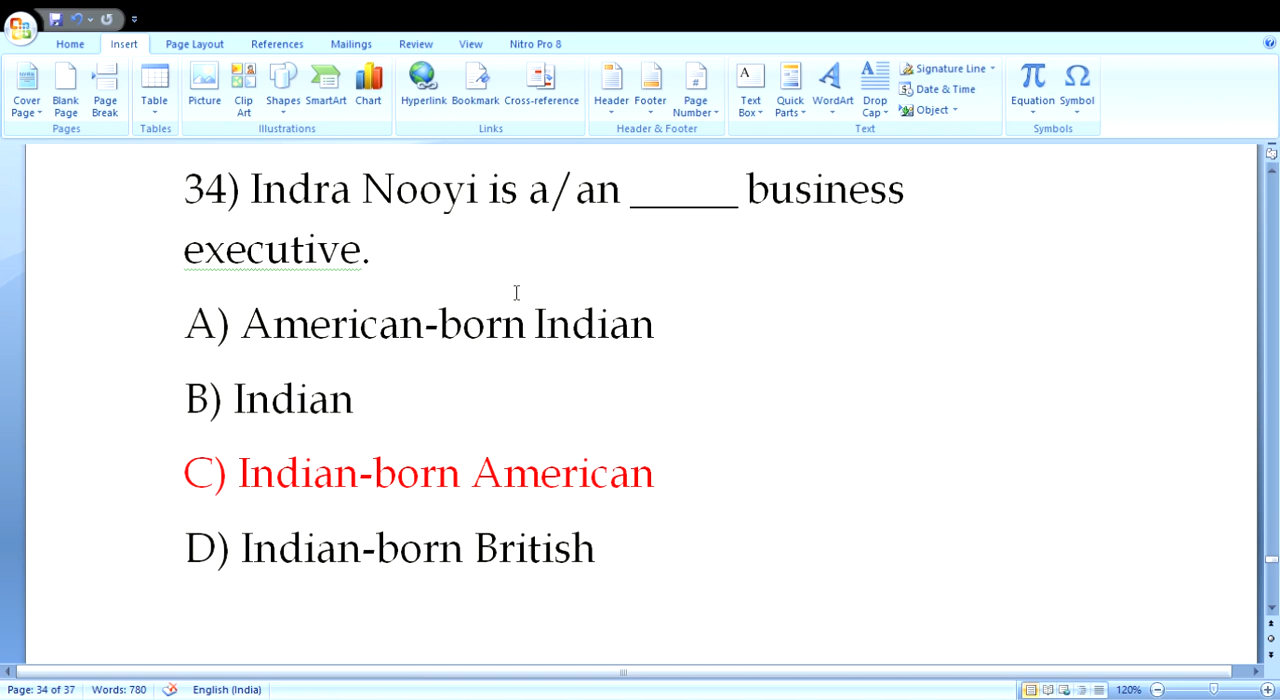 Home Insert Page Layout References Mailings Review View Nitro Pro 8
Cover Page Blank Page Page Break Table Picture Clip Art Shapes SmartArt Chart Hyperlink Bookmark Cross-reference Header Footer Page Number Text Box Quick Parts WordArt Drop Cap Signature Line Date & Time Object Equation Symbol
Pages Tables Illustrations Links Header & Footer Text Symbols
34) Indra Nooyi is a/an _____ business
executive.
A) American-born Indian
B) Indian
C) Indian-born American
D) Indian-born British
Page: 34 of 37 Words: 780 English (India) 120%